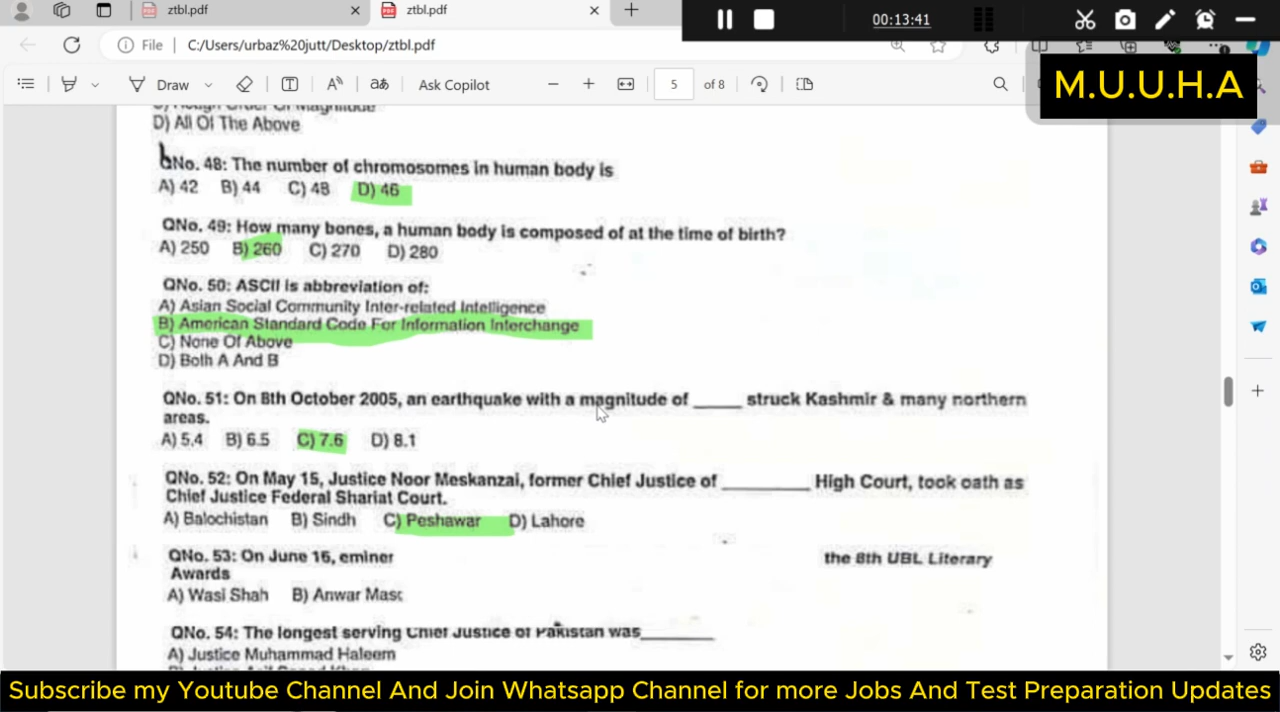 ztbl.pdf
ztbl.pdf
00:13:41
File C:/Users/urbaz%20jutt/Desktop/ztbl.pdf
Draw
Ask Copilot
5 of 8
M.U.U.H.A
D) All Of The Above
QNo. 48: The number of chromosomes in human body is
A) 42 B) 44 C) 48 D) 46
QNo. 49: How many bones, a human body is composed of at the time of birth?
A) 250 B) 260 C) 270 D) 280
QNo. 50: ASCII is abbreviation of:
A) Asian Social Community Inter-related Intelligence
B) American Standard Code For Information Interchange
C) None Of Above
D) Both A And B
QNo. 51: On 8th October 2005, an earthquake with a magnitude of _____ struck Kashmir & many northern
areas.
A) 5.4 B) 6.5 C) 7.6 D) 8.1
QNo. 52: On May 15, Justice Noor Meskanzai, former Chief Justice of _________ High Court, took oath as
Chief Justice Federal Shariat Court.
A) Balochistan B) Sindh C) Peshawar D) Lahore
QNo. 53: On June 16, the 8th UBL Literary
Awards
A) Wasi Shah B) Anwar
QNo. 54: The longest serving Chief Justice of Pakistan was________
A) Justice Muhammad Haleem
Subscribe my Youtube Channel And Join Whatsapp Channel for more Jobs And Test Preparation Updates